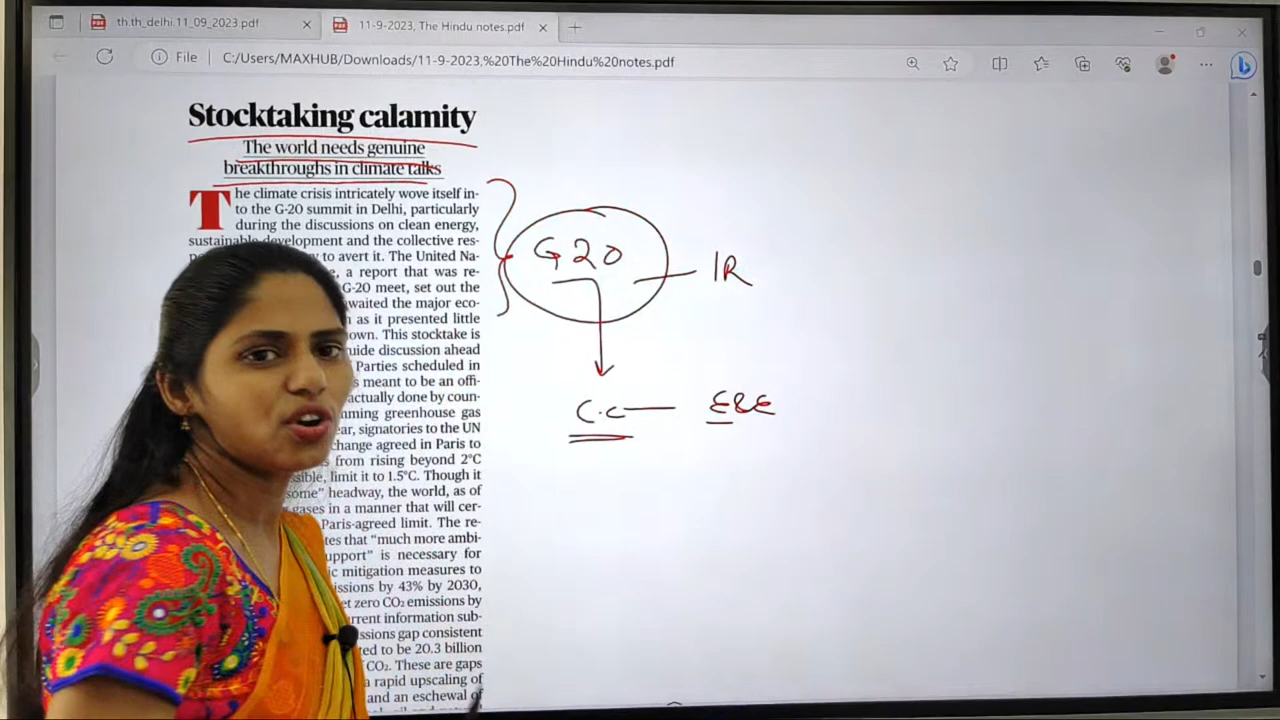 th.th_delhi.11_09_2023.pdf
11-9-2023, The Hindu notes.pdf
File C:/Users/MAXHUB/Downloads/11-9-2023,%20The%20Hindu%20notes.pdf
Stocktaking calamity
The world needs genuine
breakthroughs in climate talks
The climate crisis intricately wove itself in-
to the G-20 summit in Delhi, particularly
during the discussions on clean energy,
sustainable development and the collective res-
y to avert it. The United Na-
, a report that was re-
G-20 meet, set out the
awaited the major eco-
as it presented little
own. This stocktake is
uide discussion ahead
Parties scheduled in
s meant to be an offi-
actually done by coun-
mming greenhouse gas
ear, signatories to the UN
change agreed in Paris to
from rising beyond 2°C
sible, limit it to 1.5°C. Though it
some” headway, the world, as of
gases in a manner that will cer-
Paris-agreed limit. The re-
tes that “much more ambi-
upport” is necessary for
ic mitigation measures to
issions by 43% by 2030,
et zero CO₂ emissions by
rrent information sub-
ssions gap consistent
ted to be 20.3 billion
CO₂. These are gaps
a rapid upscaling of
and an eschewal of
G20
IR
C.C
E&E